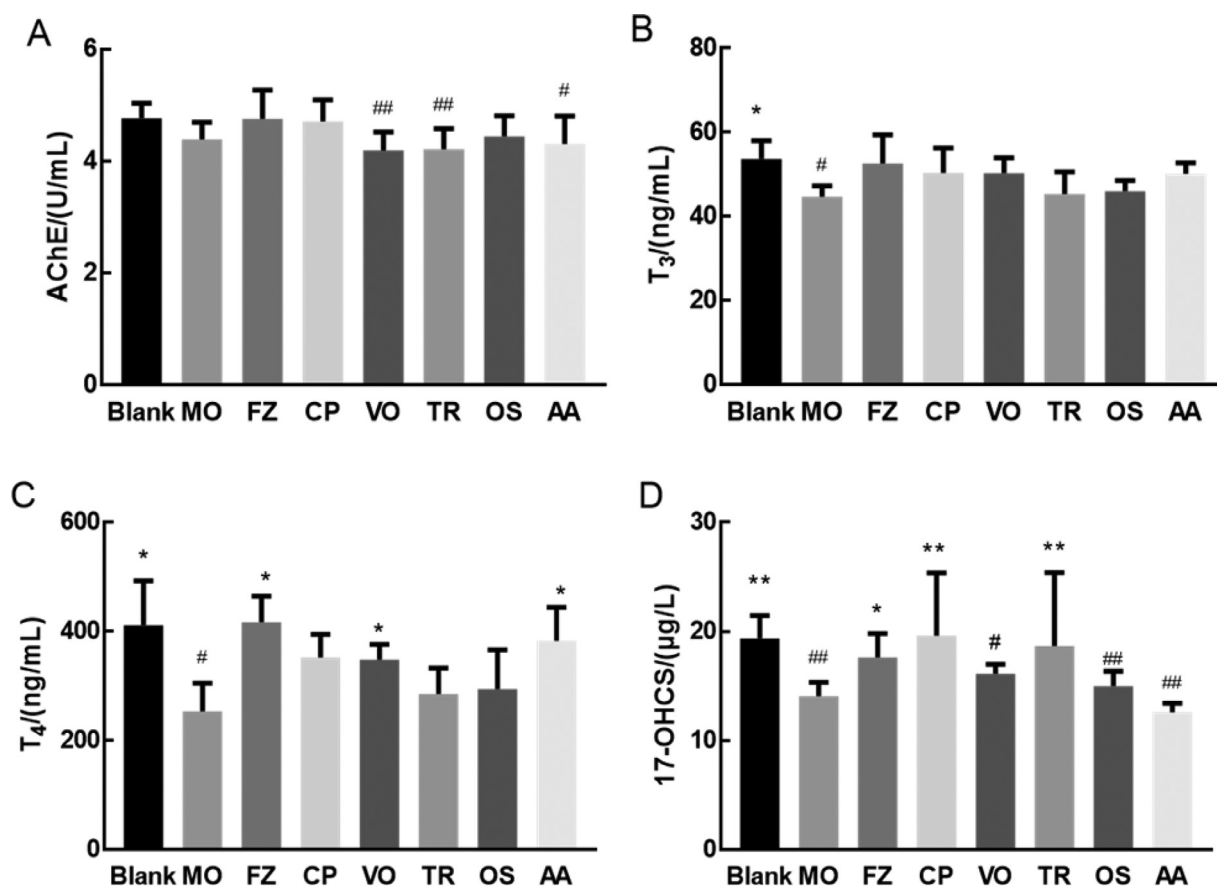 A
AChE/(U/mL)
6
4
2
0
## ## #
Blank MO FZ CP VO TR OS AA
B
T3/(ng/mL)
80
60
40
20
0
* #
Blank MO FZ CP VO TR OS AA
C
T4/(ng/mL)
600
400
200
0
* # * * *
Blank MO FZ CP VO TR OS AA
D
17-OHCS/(μg/L)
30
20
10
0
** ## * ** # ** ## ##
Blank MO FZ CP VO TR OS AA